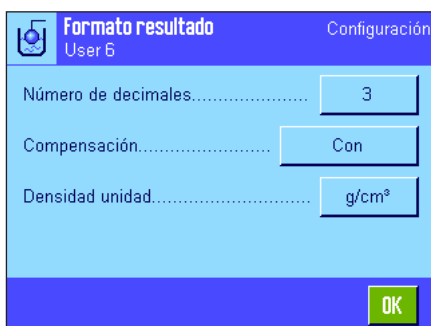 Formato resultado
Configuración
User 6
Número de decimales...................... 3
Compensación........................ Con
Densidad unidad.............................. g/cm³
OK